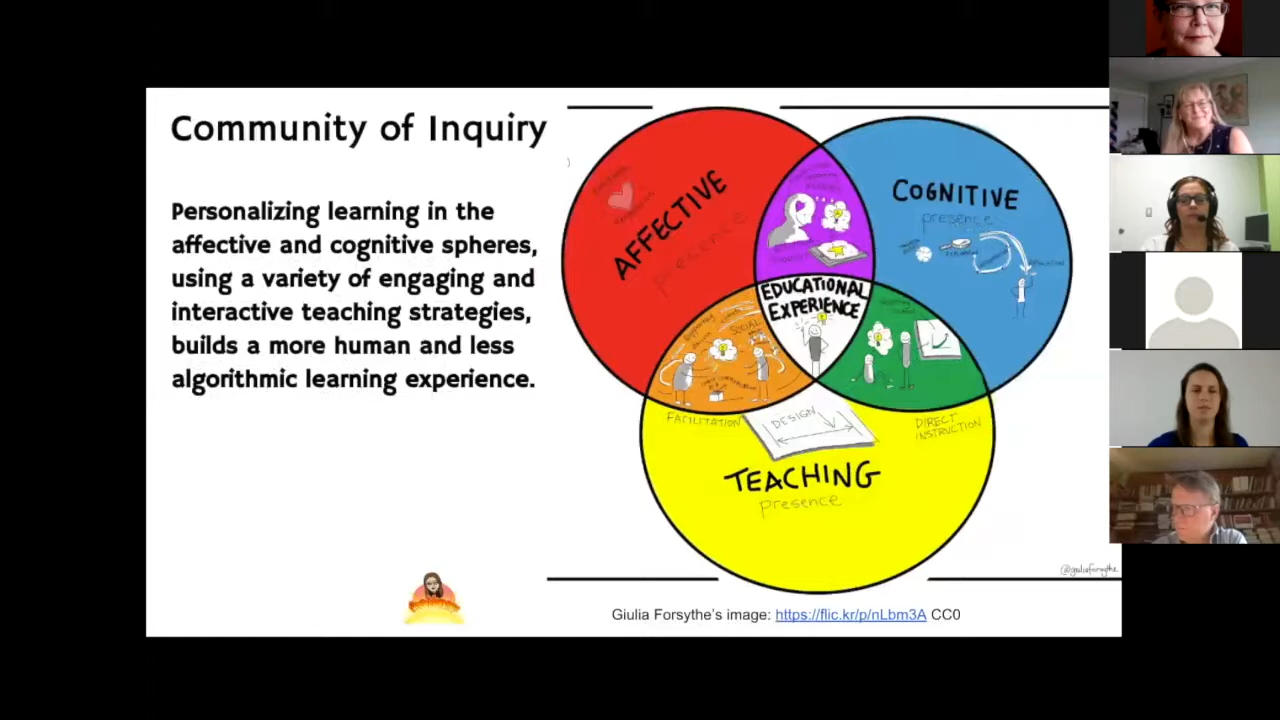 Community of Inquiry
Personalizing learning in the
affective and cognitive spheres,
using a variety of engaging and
interactive teaching strategies,
builds a more human and less
algorithmic learning experience.
AFFECTIVE
presence
COGNITIVE
presence
EDUCATIONAL
EXPERIENCE
SOCIAL
FACILITATION
DESIGN
DIRECT
INSTRUCTION
TEACHING
presence
@giuliaforsythe
Giulia Forsythe's image: https://flic.kr/p/nLbm3A CC0